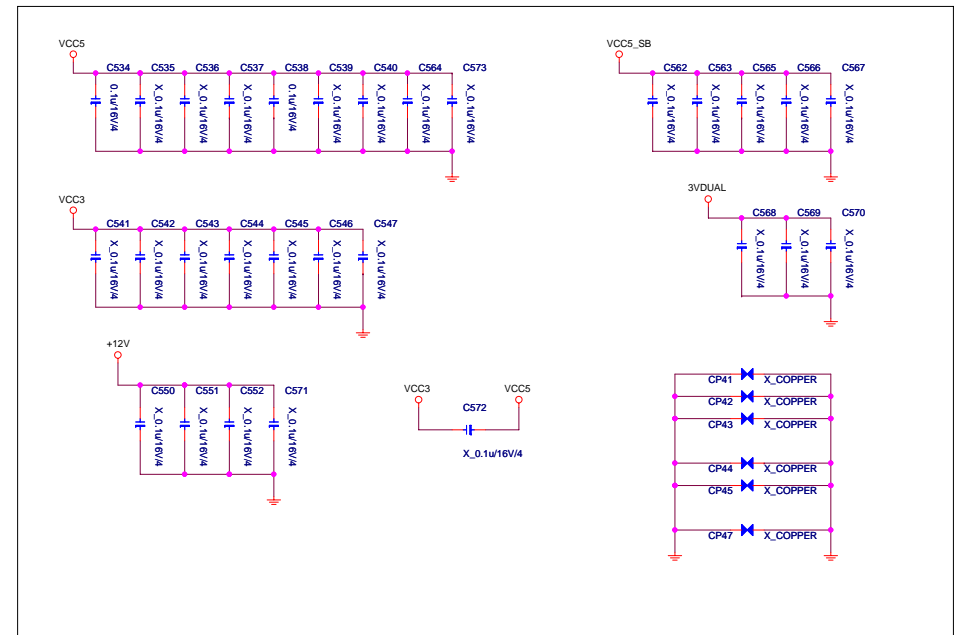 VCC5
C534 C535 C536 C537 C538 C539 C540 C564 C573
0.1u/16V/4 X_0.1u/16V/4 X_0.1u/16V/4 X_0.1u/16V/4 0.1u/16V/4 X_0.1u/16V/4 X_0.1u/16V/4 X_0.1u/16V/4 X_0.1u/16V/4
VCC5_SB
C562 C563 C565 C566 C567
X_0.1u/16V/4 X_0.1u/16V/4 X_0.1u/16V/4 X_0.1u/16V/4 X_0.1u/16V/4
VCC3
C541 C542 C543 C544 C545 C546 C547
X_0.1u/16V/4 X_0.1u/16V/4 X_0.1u/16V/4 X_0.1u/16V/4 X_0.1u/16V/4 X_0.1u/16V/4 X_0.1u/16V/4
3VDUAL
C568 C569 C570
X_0.1u/16V/4 X_0.1u/16V/4 X_0.1u/16V/4
+12V
C550 C551 C552 C571
X_0.1u/16V/4 X_0.1u/16V/4 X_0.1u/16V/4 X_0.1u/16V/4
VCC3 VCC5
C572
X_0.1u/16V/4
CP41 X_COPPER
CP42 X_COPPER
CP43 X_COPPER
CP44 X_COPPER
CP45 X_COPPER
CP47 X_COPPER